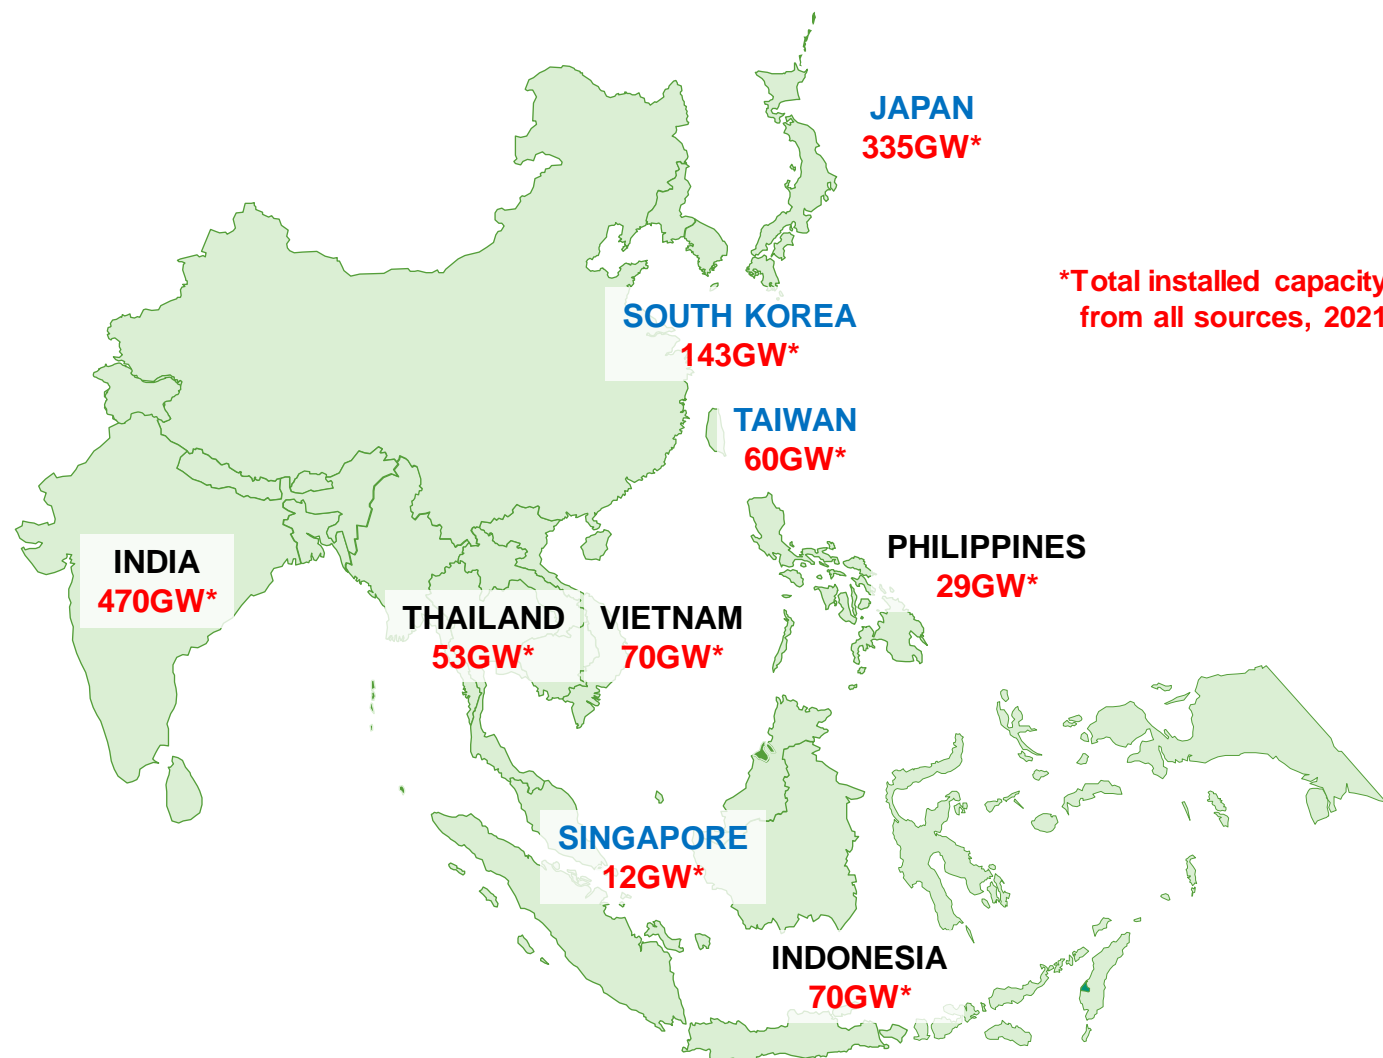 JAPAN
335GW*
*Total installed capacity
from all sources, 2021
SOUTH KOREA
143GW*
TAIWAN
60GW*
INDIA
470GW*
PHILIPPINES
29GW*
THAILAND
53GW*
VIETNAM
70GW*
SINGAPORE
12GW*
INDONESIA
70GW*